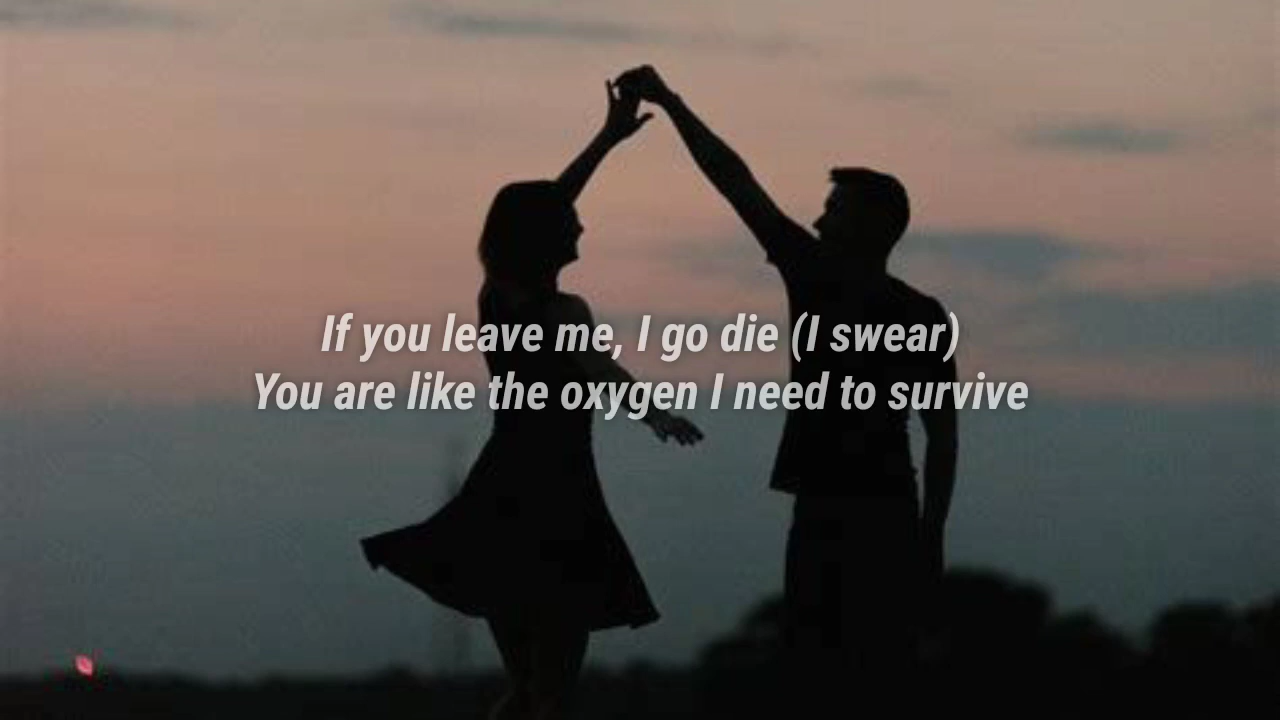 If you leave me, I go die (I swear)
You are like the oxygen I need to survive